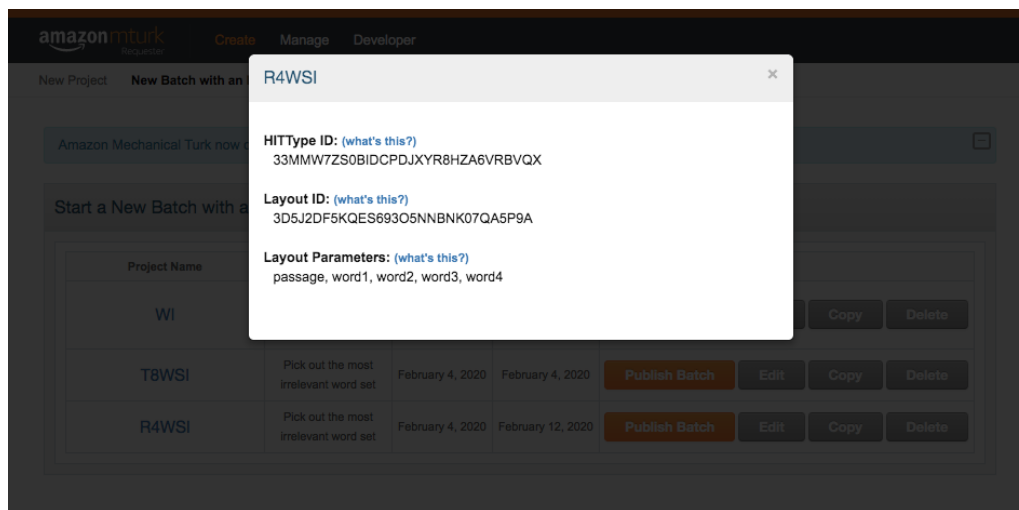 amazonmturk
Requester
Create Manage Developer
New Project New Batch with an
R4WSI ×
Amazon Mechanical Turk now
HITType ID: (what's this?)
33MMW7ZS0BIDCPDJXYR8HZA6VRBVQX
Layout ID: (what's this?)
3D5J2DF5KQES693O5NNBNK07QA5P9A
Layout Parameters: (what's this?)
passage, word1, word2, word3, word4
Start a New Batch with a
Project Name
WI Copy Delete
T8WSI Pick out the most irrelevant word set February 4, 2020 February 4, 2020 Publish Batch Edit Copy Delete
R4WSI Pick out the most irrelevant word set February 4, 2020 February 12, 2020 Publish Batch Edit Copy Delete